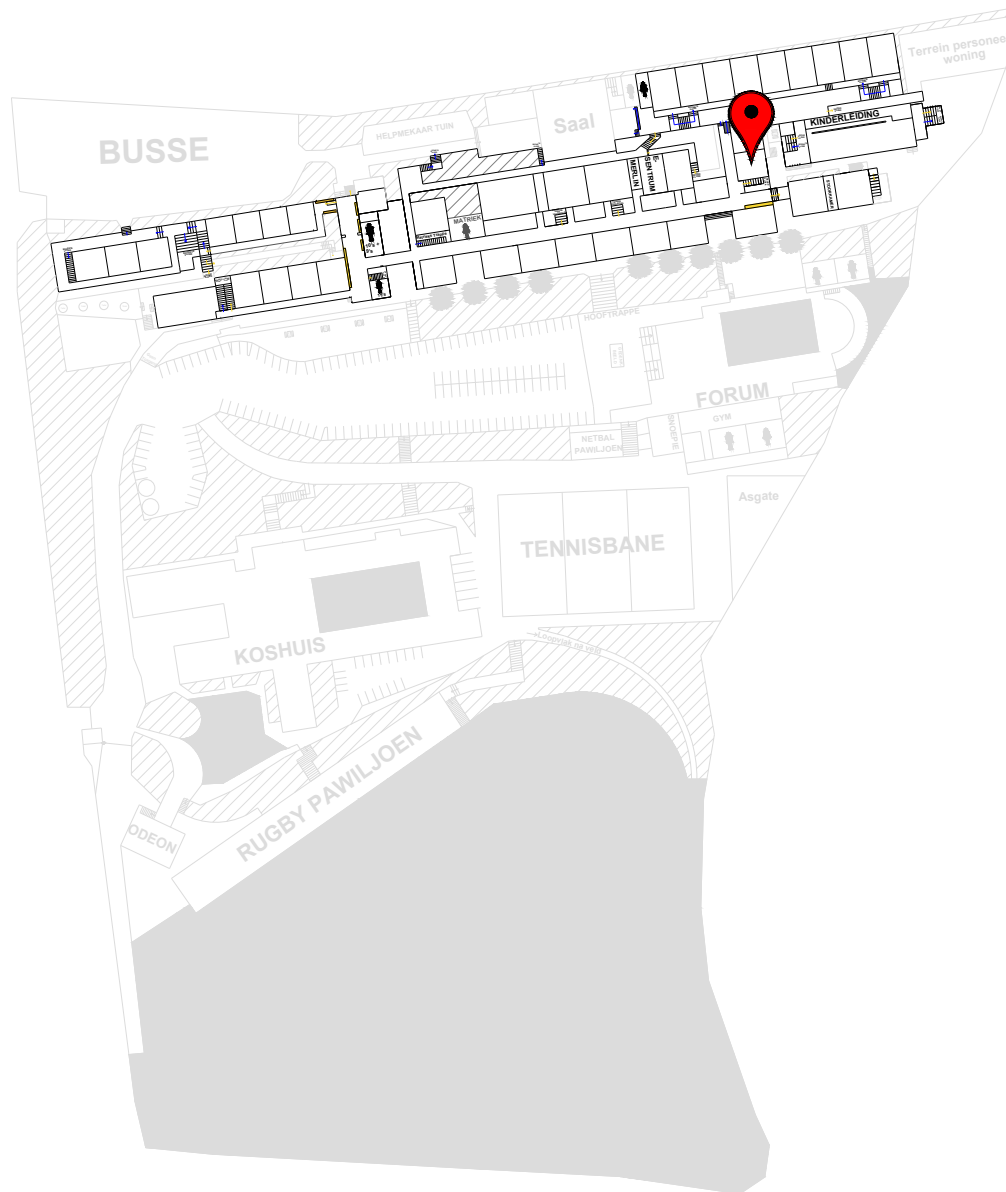 Terrein personeel
woning
BUSSE
HELPMEKAAR TUIN
Saal
KINDERLEIDING
MERLIN
SENTRUM
MATRIEK
HOOFTRAPPE
FORUM
GYM
SNOEPIE
NETBAL
PAWILJOEN
Asgate
TENNISBANE
KOSHUIS
RUGBY PAWILJOEN
ODEON